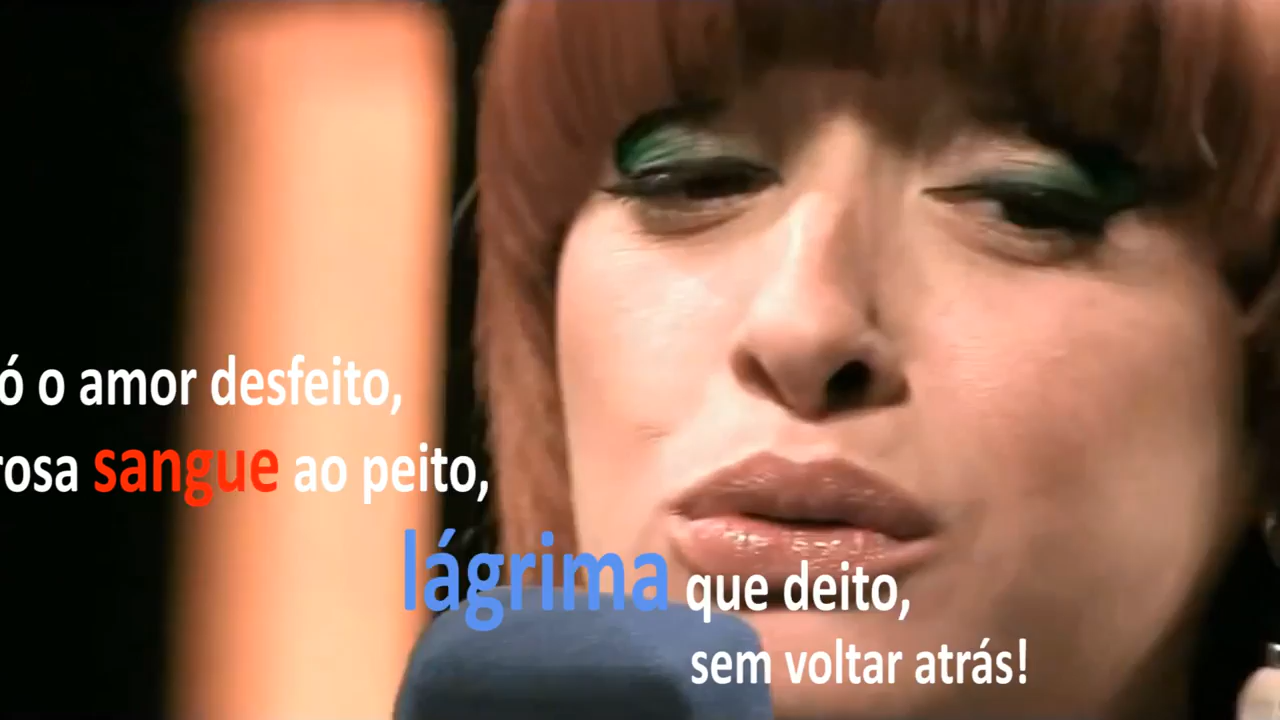 ó o amor desfeito,
rosa sangue ao peito,
lágrima que deito,
sem voltar atrás!